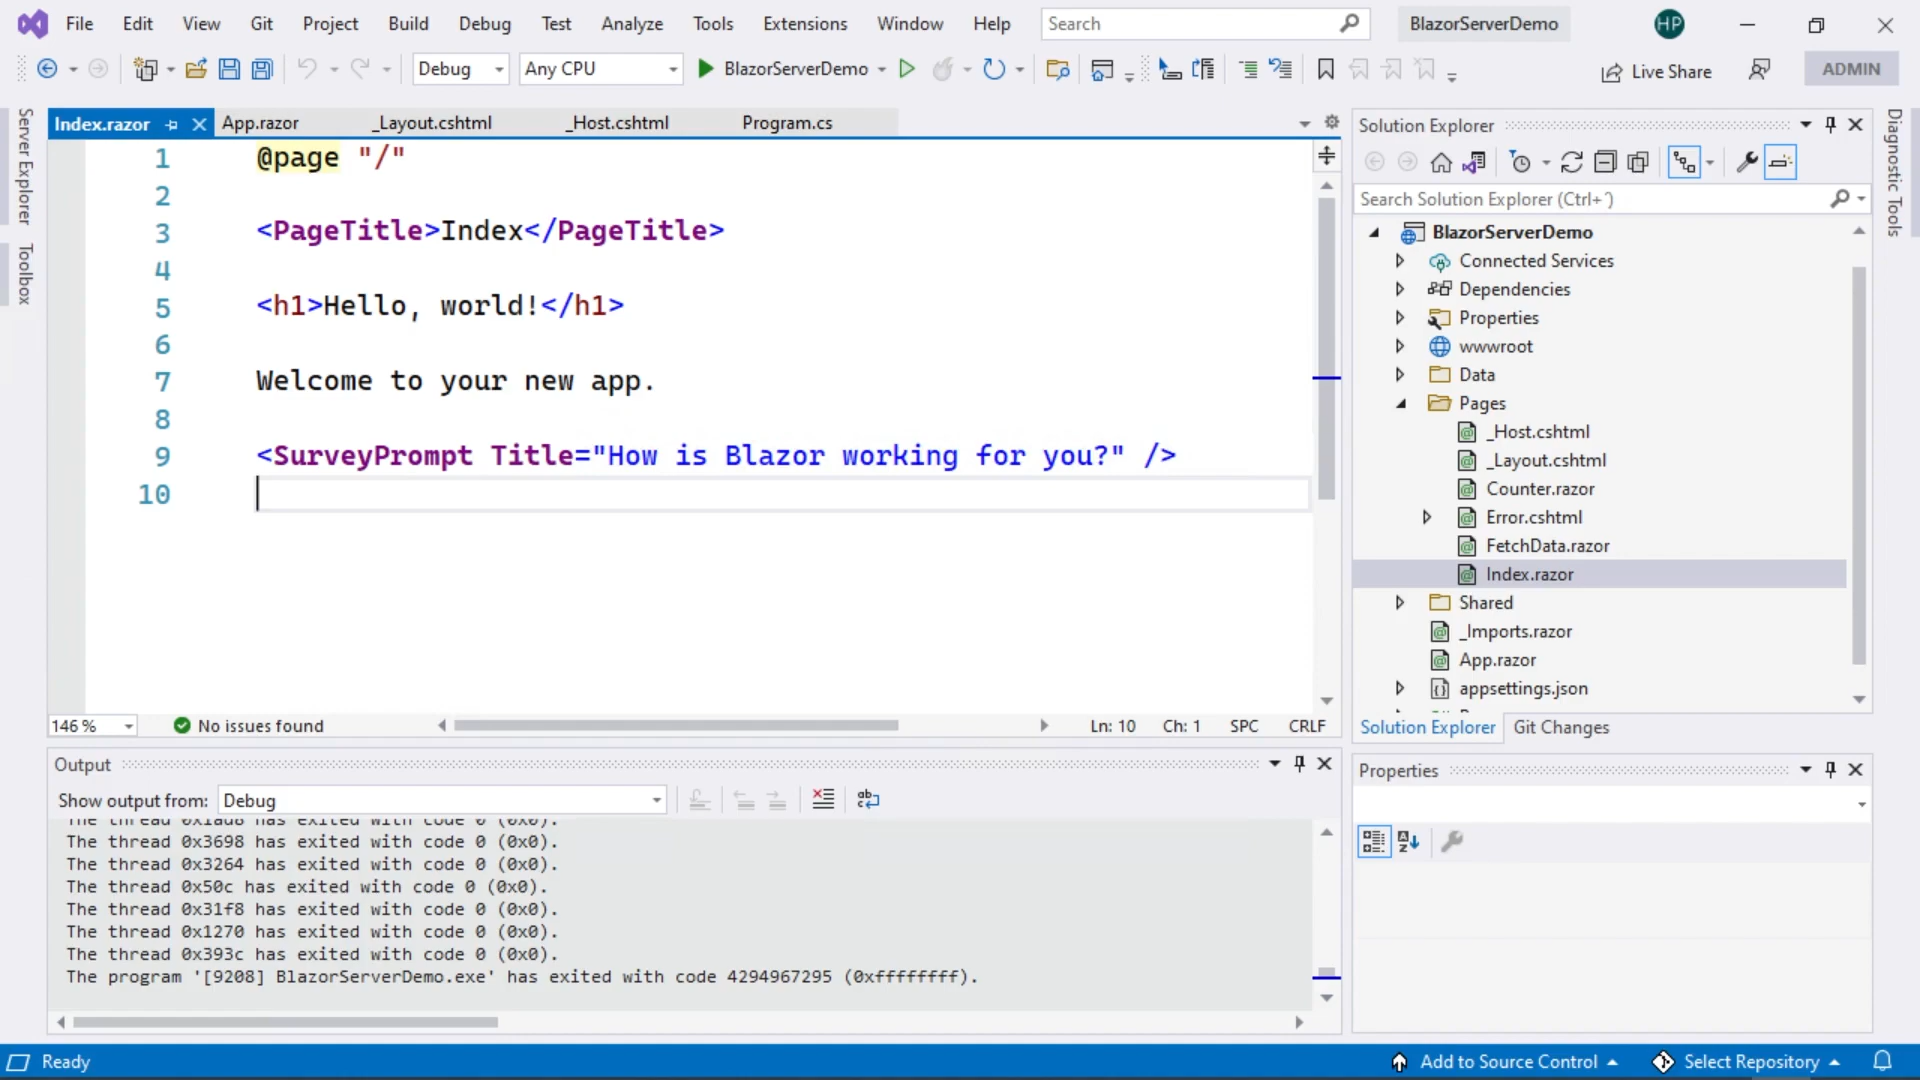 File Edit View Git Project Build Debug Test Analyze Tools Extensions Window Help Search BlazorServerDemo HP
Debug Any CPU BlazorServerDemo Live Share ADMIN
Server Explorer
Toolbox
Index.razor App.razor _Layout.cshtml _Host.cshtml Program.cs
1 @page "/"
2
3 <PageTitle>Index</PageTitle>
4
5 <h1>Hello, world!</h1>
6
7 Welcome to your new app.
8
9 <SurveyPrompt Title="How is Blazor working for you?" />
10
146 % No issues found Ln: 10 Ch: 1 SPC CRLF
Output
Show output from: Debug
The thread 0x1ad8 has exited with code 0 (0x0).
The thread 0x3698 has exited with code 0 (0x0).
The thread 0x3264 has exited with code 0 (0x0).
The thread 0x50c has exited with code 0 (0x0).
The thread 0x31f8 has exited with code 0 (0x0).
The thread 0x1270 has exited with code 0 (0x0).
The thread 0x393c has exited with code 0 (0x0).
The program '[9208] BlazorServerDemo.exe' has exited with code 4294967295 (0xffffffff).
Solution Explorer
Search Solution Explorer (Ctrl+´)
BlazorServerDemo
Connected Services
Dependencies
Properties
wwwroot
Data
Pages
_Host.cshtml
_Layout.cshtml
Counter.razor
Error.cshtml
FetchData.razor
Index.razor
Shared
_Imports.razor
App.razor
appsettings.json
Solution Explorer Git Changes
Properties
Diagnostic Tools
Ready Add to Source Control Select Repository